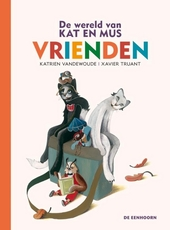 De wereld van
KAT EN MUS
VRIENDEN
KATRIEN VANDEWOUDE | XAVIER TRUANT
DE EENHOORN